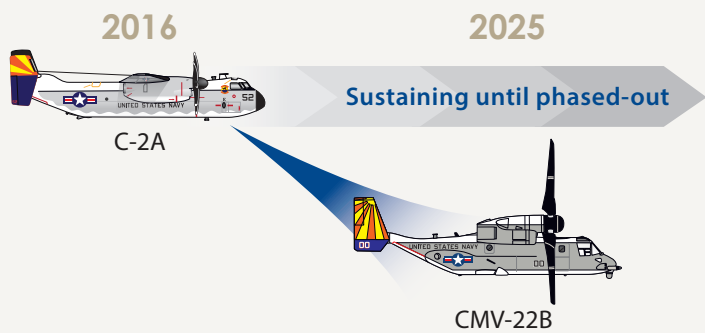 2016
2025
Sustaining until phased-out
52
UNITED STATES NAVY
C-2A
00
UNITED STATES NAVY
00
CMV-22B